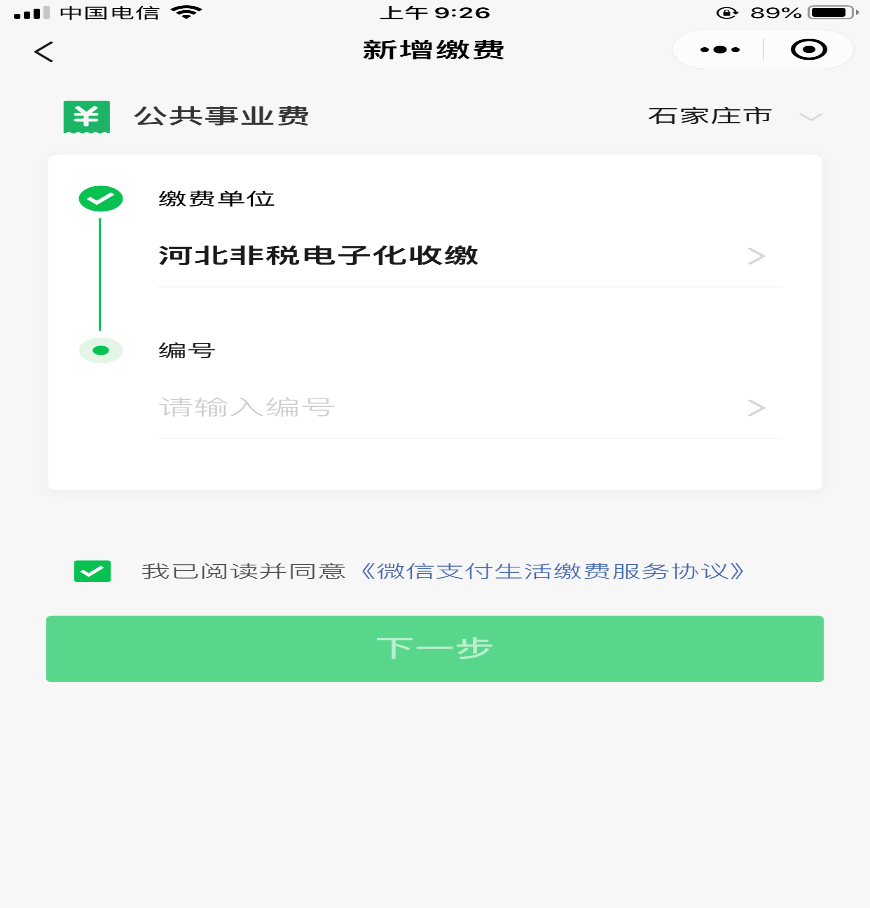 中国电信 上午 9:26 89%
新增缴费
¥ 公共事业费 石家庄市
缴费单位
河北非税电子化收缴
编号
请输入编号
我已阅读并同意《微信支付生活缴费服务协议》
下一步